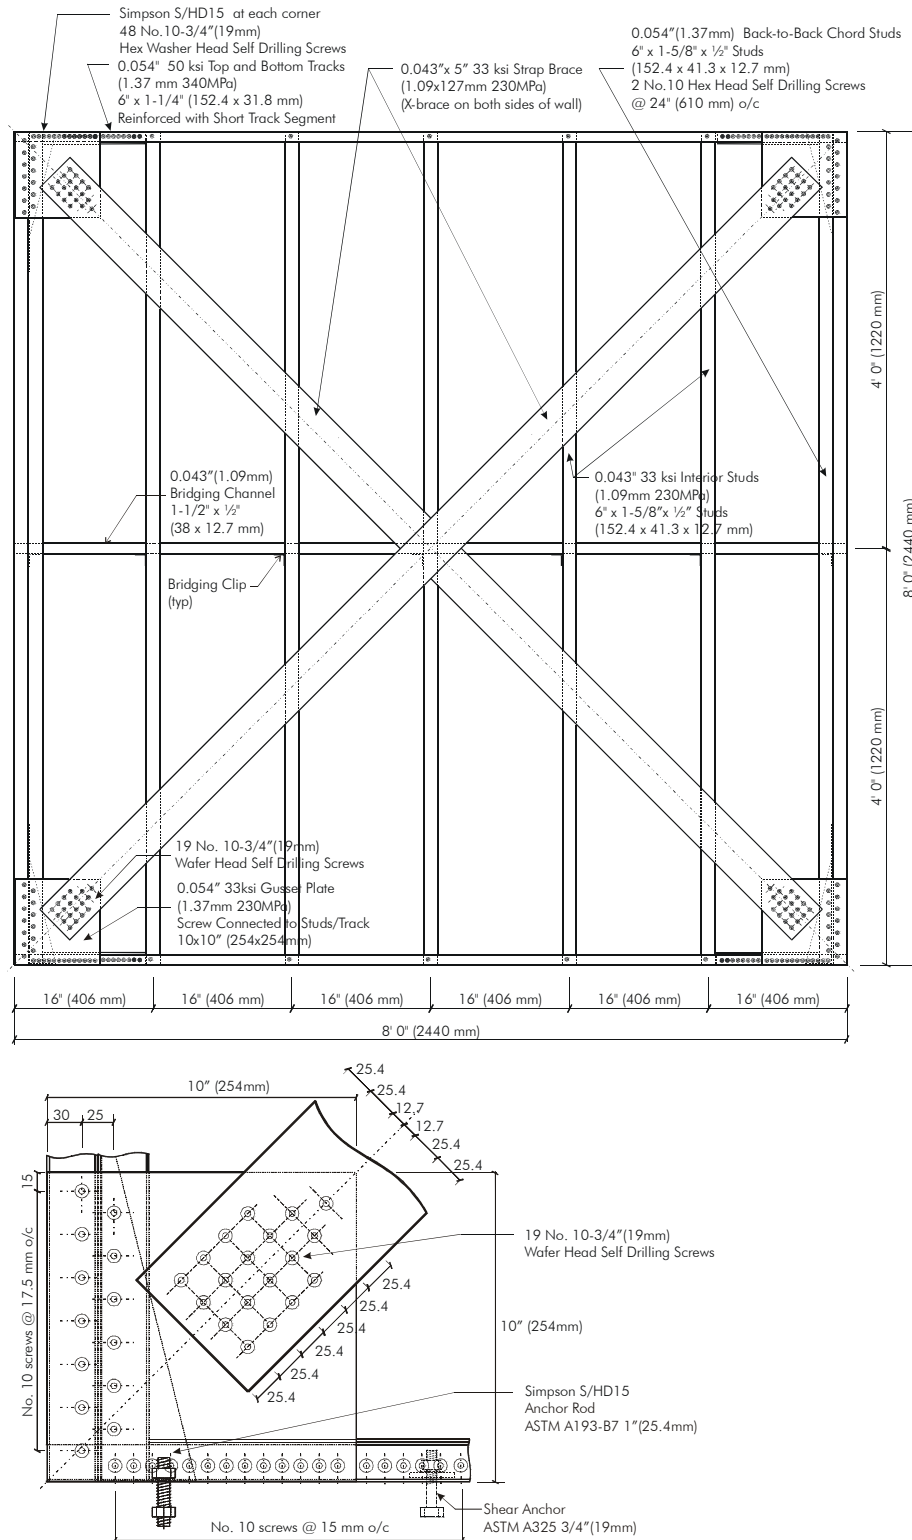 Simpson S/HD15 at each corner
48 No.10-3/4"(19mm)
Hex Washer Head Self Drilling Screws
0.054" 50 ksi Top and Bottom Tracks
(1.37 mm 340MPa)
6" x 1-1/4" (152.4 x 31.8 mm)
Reinforced with Short Track Segment
0.043"x 5" 33 ksi Strap Brace
(1.09x127mm 230MPa)
(X-brace on both sides of wall)
0.054"(1.37mm) Back-to-Back Chord Studs
6" x 1-5/8" x ½" Studs
(152.4 x 41.3 x 12.7 mm)
2 No.10 Hex Head Self Drilling Screws
@ 24" (610 mm) o/c
4' 0" (1220 mm)
0.043"(1.09mm)
Bridging Channel
1-1/2" x ½"
(38 x 12.7 mm)
0.043" 33 ksi Interior Studs
(1.09mm 230MPa)
6" x 1-5/8"x ½" Studs
(152.4 x 41.3 x 12.7 mm)
8' 0" (2440 mm)
Bridging Clip
(typ)
4' 0" (1220 mm)
19 No. 10-3/4"(19mm)
Wafer Head Self Drilling Screws
0.054" 33ksi Gusset Plate
(1.37mm 230MPa)
Screw Connected to Studs/Track
10x10" (254x254mm)
16" (406 mm) 16" (406 mm) 16" (406 mm) 16" (406 mm) 16" (406 mm) 16" (406 mm)
8' 0" (2440 mm)
10" (254mm)
30 25
25.4
25.4
12.7
12.7
25.4
25.4
15
No. 10 screws @ 17.5 mm o/c
19 No. 10-3/4"(19mm)
Wafer Head Self Drilling Screws
25.4
25.4
25.4
25.4
25.4
25.4
10" (254mm)
Simpson S/HD15
Anchor Rod
ASTM A193-B7 1"(25.4mm)
Shear Anchor
ASTM A325 3/4"(19mm)
No. 10 screws @ 15 mm o/c